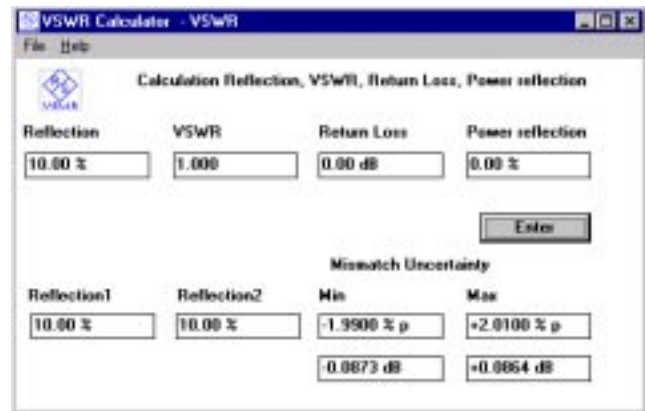 VSWR Calculator - VSWR
File Help
Calculation Reflection, VSWR, Return Loss, Power reflection
Reflection VSWR Return Loss Power reflection
10.00 % 1.000 0.00 dB 0.00 %
Enter
Mismatch Uncertainty
Reflection1 Reflection2 Min Max
10.00 % 10.00 % -1.9900 % p +2.0100 % p
-0.0873 dB +0.0864 dB